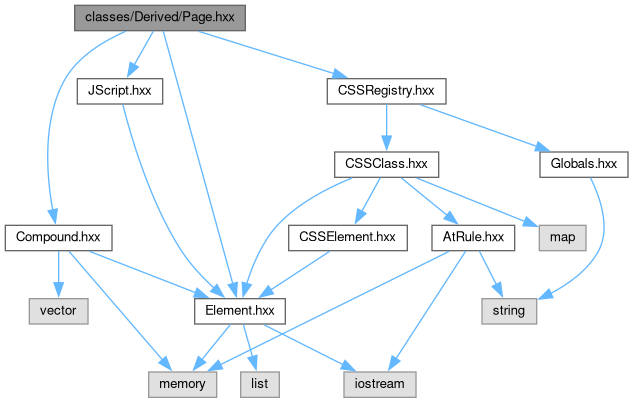 classes/Derived/Page.hxx
JScript.hxx
CSSRegistry.hxx
CSSClass.hxx
Globals.hxx
Compound.hxx
CSSElement.hxx
AtRule.hxx
map
vector
Element.hxx
string
memory
list
iostream